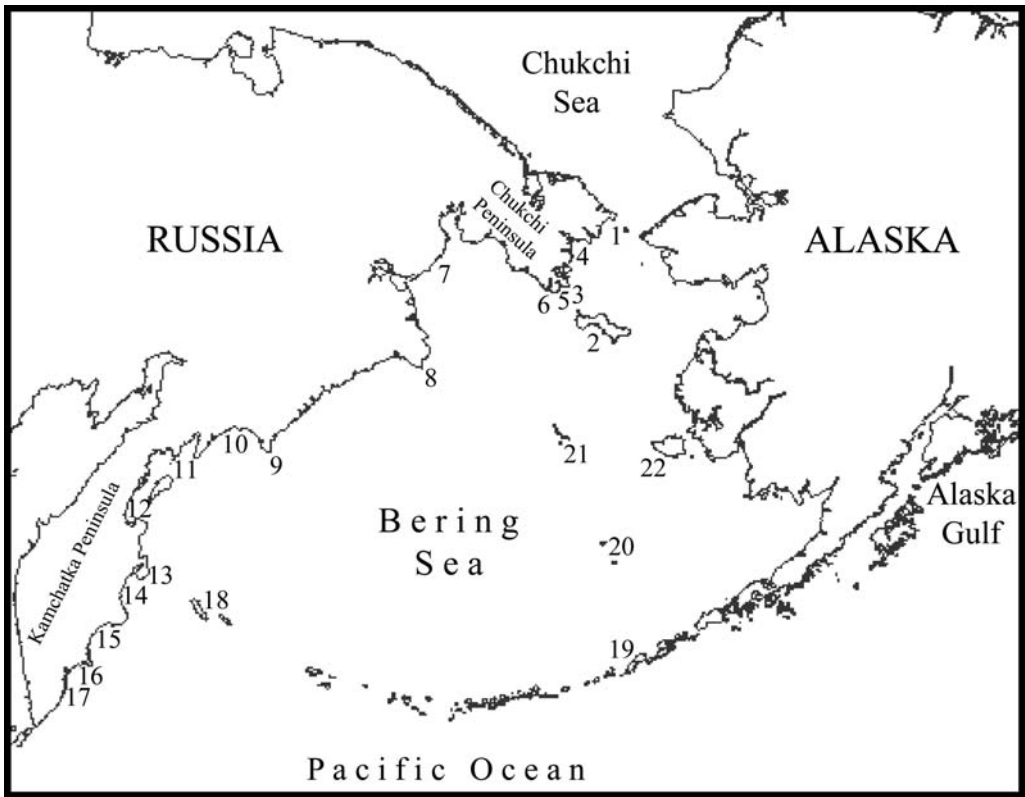 Chukchi
Sea
Chukchi
Peninsula
RUSSIA
ALASKA
1
4
7
6
5
3
2
8
10
9
11
21
22
Kamchatka Peninsula
12
Bering
Sea
Alaska
Gulf
20
13
14
18
15
16
17
19
Pacific Ocean